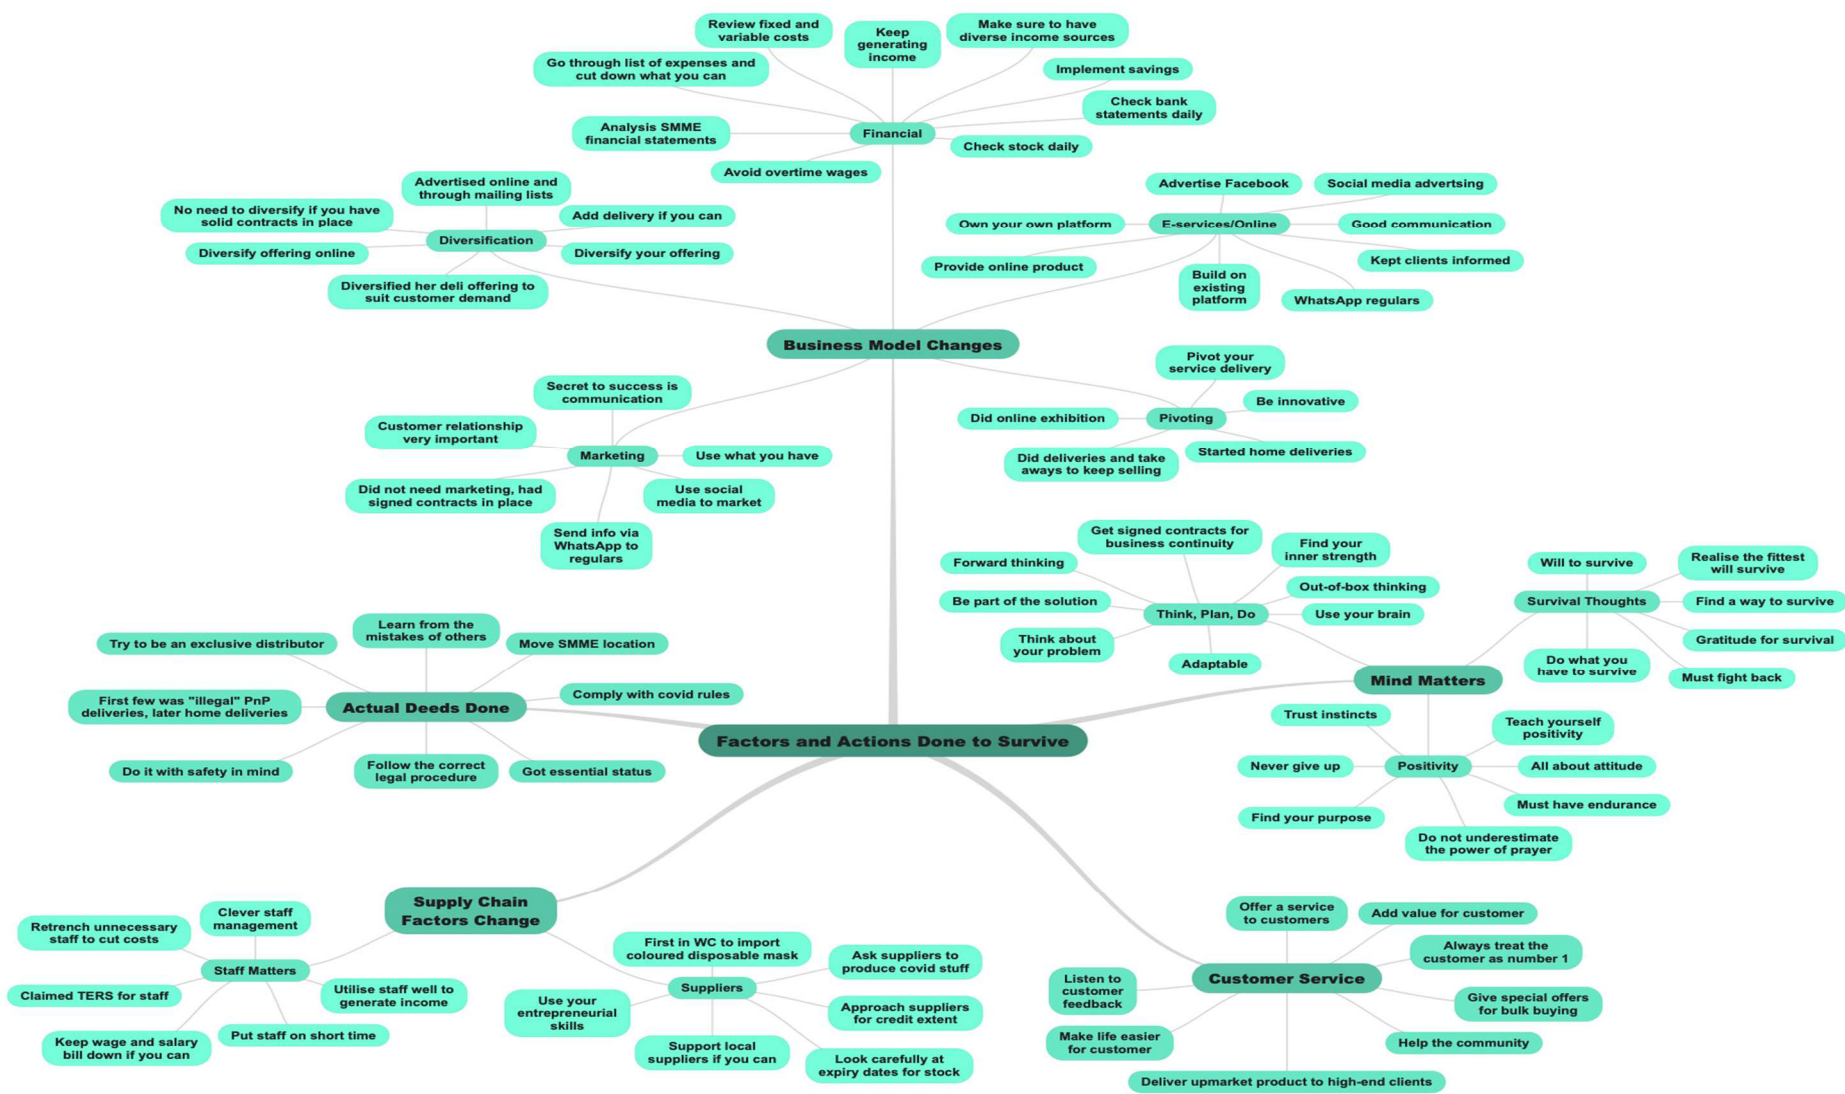 Review fixed and
variable costs
Keep
generating
income
Make sure to have
diverse income sources
Go through list of expenses and
cut down what you can
Implement savings
Check bank
statements daily
Analysis SMME
financial statements
Financial
Check stock daily
Avoid overtime wages
Advertised online and
through mailing lists
No need to diversify if you have
solid contracts in place
Add delivery if you can
Diversification
Diversify offering online
Diversify your offering
Diversified her deli offering to
suit customer demand
Advertise Facebook
Social media advertsing
Own your own platform
E-services/Online
Good communication
Provide online product
Kept clients informed
Build on
existing
platform
WhatsApp regulars
Business Model Changes
Secret to success is
communication
Customer relationship
very important
Marketing
Use what you have
Did not need marketing, had
signed contracts in place
Use social
media to market
Send info via
WhatsApp to
regulars
Pivot your
service delivery
Be innovative
Did online exhibition
Pivoting
Did deliveries and take
aways to keep selling
Started home deliveries
Get signed contracts for
business continuity
Find your
inner strength
Forward thinking
Out-of-box thinking
Be part of the solution
Think, Plan, Do
Use your brain
Think about
your problem
Adaptable
Will to survive
Realise the fittest
will survive
Survival Thoughts
Find a way to survive
Gratitude for survival
Do what you
have to survive
Must fight back
Mind Matters
Trust instincts
Teach yourself
positivity
Never give up
Positivity
All about attitude
Must have endurance
Find your purpose
Do not underestimate
the power of prayer
Learn from the
mistakes of others
Try to be an exclusive distributor
Move SMME location
Comply with covid rules
First few was "illegal" PnP
deliveries, later home deliveries
Actual Deeds Done
Do it with safety in mind
Follow the correct
legal procedure
Got essential status
Factors and Actions Done to Survive
Supply Chain
Factors Change
Clever staff
management
Retrench unnecessary
staff to cut costs
Staff Matters
Claimed TERS for staff
Utilise staff well to
generate income
Keep wage and salary
bill down if you can
Put staff on short time
First in WC to import
coloured disposable mask
Ask suppliers to
produce covid stuff
Suppliers
Use your
entrepreneurial
skills
Approach suppliers
for credit extent
Support local
suppliers if you can
Look carefully at
expiry dates for stock
Offer a service
to customers
Add value for customer
Always treat the
customer as number 1
Listen to
customer
feedback
Customer Service
Give special offers
for bulk buying
Make life easier
for customer
Help the community
Deliver upmarket product to high-end clients